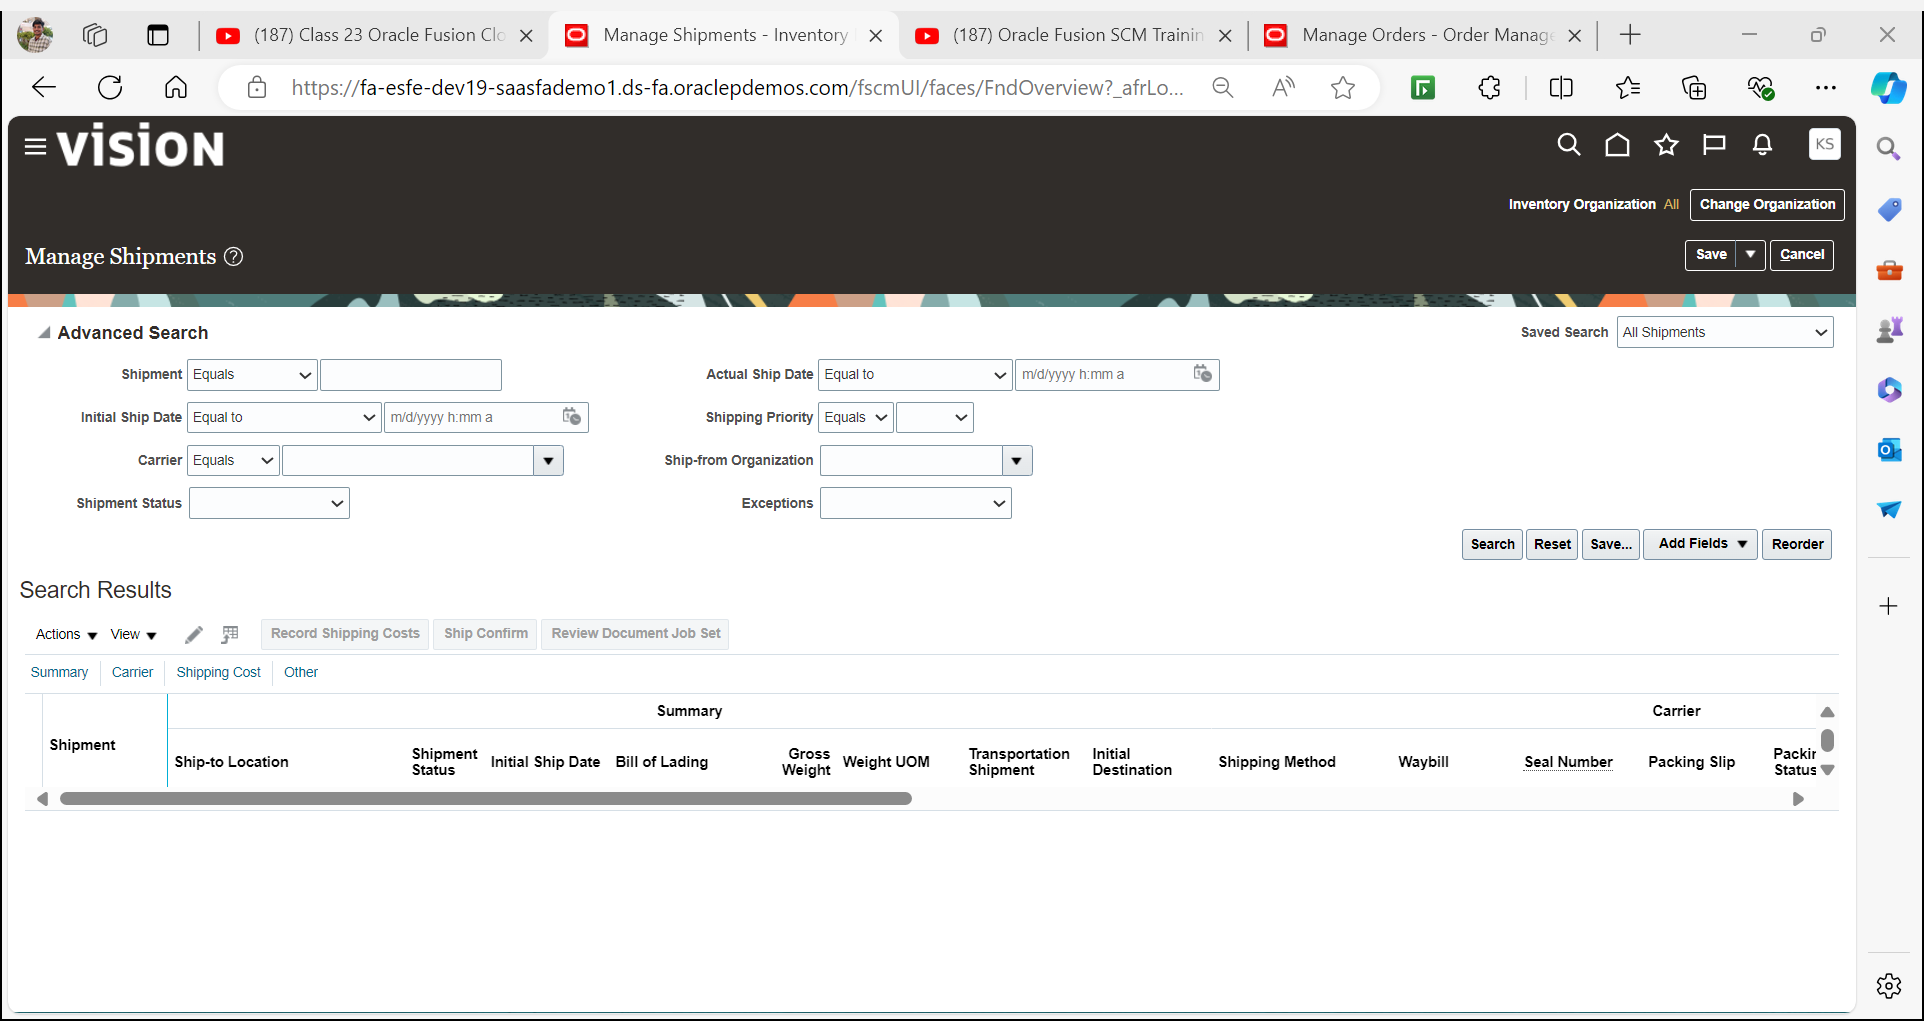 (187) Class 23 Oracle Fusion Clo
Manage Shipments - Inventory
(187) Oracle Fusion SCM Trainin
Manage Orders - Order Manage
https://fa-esfe-dev19-saasfademo1.ds-fa.oraclepdemos.com/fscmUI/faces/FndOverview?_afrLo...
VISION
KS
Inventory Organization All Change Organization
Manage Shipments
Save Cancel
Advanced Search
Saved Search All Shipments
Shipment Equals
Actual Ship Date Equal to m/d/yyyy h:mm a
Initial Ship Date Equal to m/d/yyyy h:mm a
Shipping Priority Equals
Carrier Equals
Ship-from Organization
Shipment Status
Exceptions
Search Reset Save... Add Fields Reorder
Search Results
Actions View Record Shipping Costs Ship Confirm Review Document Job Set
Summary Carrier Shipping Cost Other
Summary Carrier
Shipment
Ship-to Location
Shipment Status
Initial Ship Date
Bill of Lading
Gross Weight
Weight UOM
Transportation Shipment
Initial Destination
Shipping Method
Waybill
Seal Number
Packing Slip
Packin Status